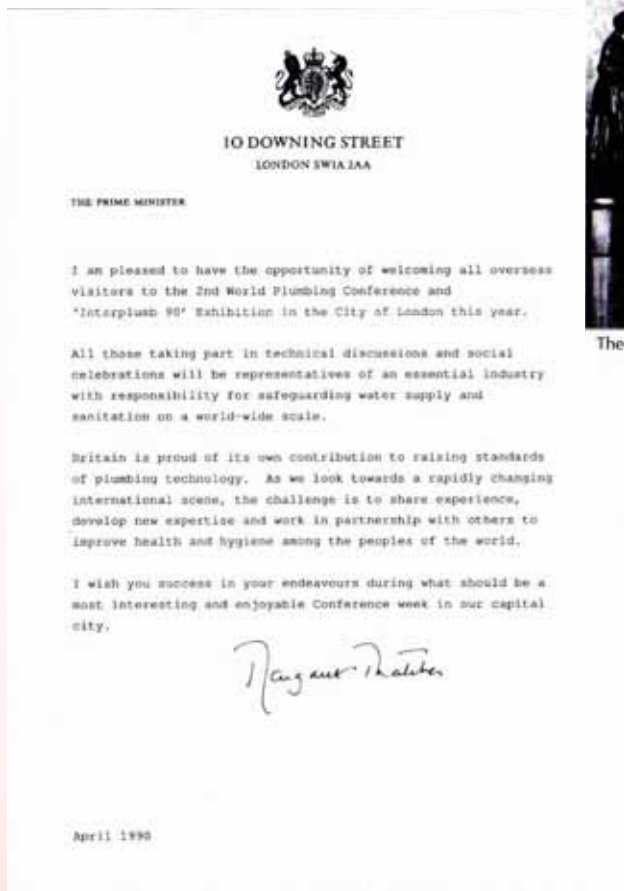 10 DOWNING STREET
LONDON SW1A 2AA
THE PRIME MINISTER
I am pleased to have the opportunity of welcoming all overseas
visitors to the 2nd World Plumbing Conference and
'Interplumb 90' Exhibition in the City of London this year.
All those taking part in technical discussions and social
celebrations will be representatives of an essential industry
with responsibility for safeguarding water supply and
sanitation on a world-wide scale.
Britain is proud of its own contribution to raising standards
of plumbing technology. As we look towards a rapidly changing
international scene, the challenge is to share experience,
develop new expertise and work in partnership with others to
improve health and hygiene among the peoples of the world.
I wish you success in your endeavours during what should be a
most interesting and enjoyable Conference week in our capital
city.
Margaret Thatcher
April 1990
The